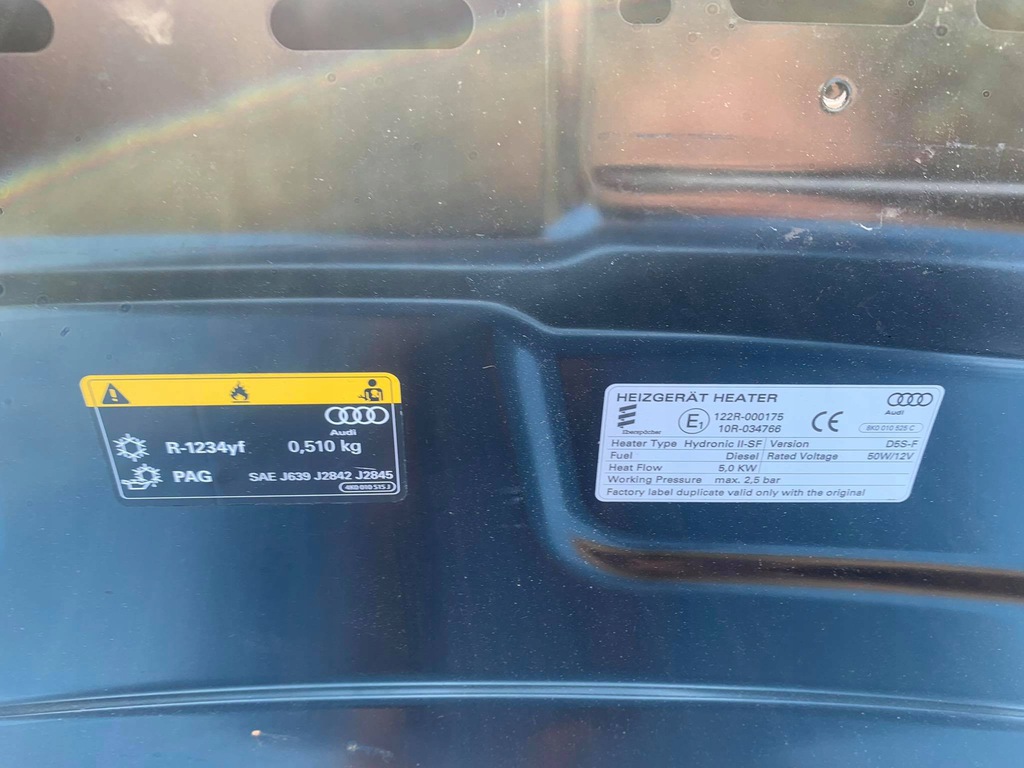 Audi
R-1234yf 0,510 kg
PAG SAE J639 J2842 J2845
4K0 010 515 J
HEIZGERÄT HEATER
Audi
Eberspächer
E1
122R-000175
10R-034766
CE
8K0 010 525 C
Heater Type Hydronic II-SF Version D5S-F
Fuel Diesel Rated Voltage 50W/12V
Heat Flow 5,0 KW
Working Pressure max. 2,5 bar
Factory label duplicate valid only with the original